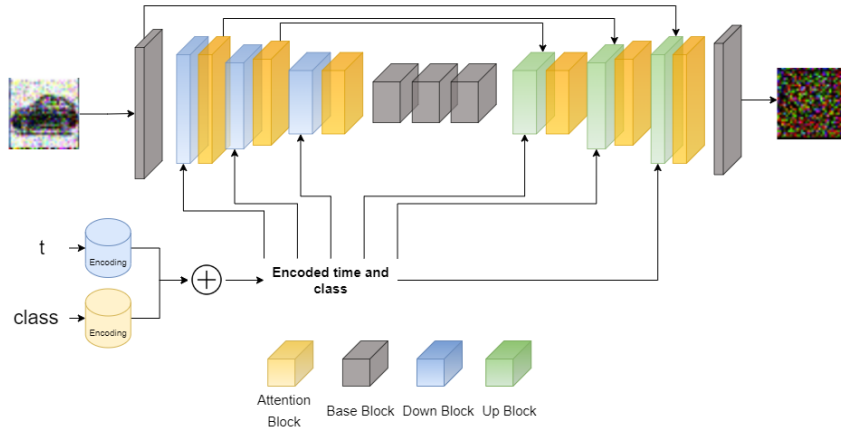 t
Encoding
class
Encoding
Encoded time and
class
Attention
Block
Base Block
Down Block
Up Block